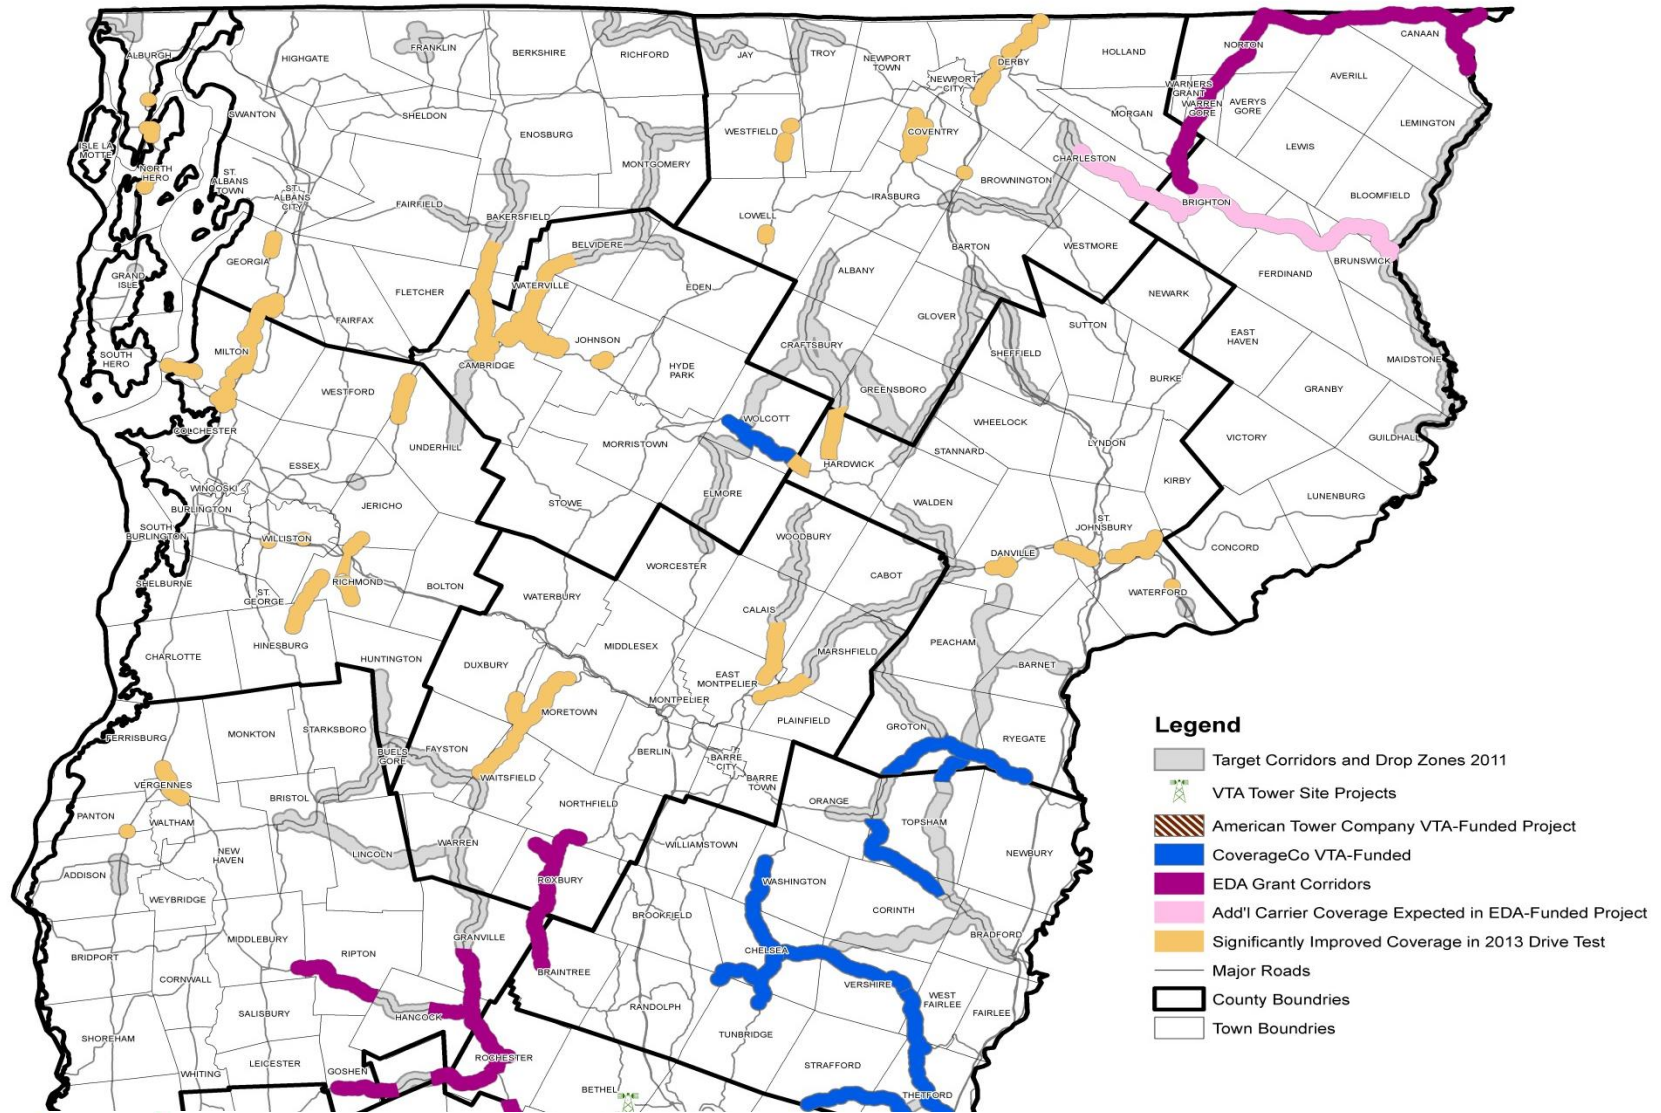 ALBURGH
HIGHGATE
FRANKLIN
BERKSHIRE
RICHFORD
JAY
TROY
NEWPORT
TOWN
NEWPORT
CITY
DERBY
HOLLAND
NORTON
CANAAN
AVERILL
WARNERS
GRANT
WARREN
GORE
AVERYS
GORE
LEMINGTON
SWANTON
SHELDON
ENOSBURG
WESTFIELD
COVENTRY
MORGAN
LEWIS
ISLE LA
MOTTE
NORTH
HERO
ST.
ALBANS
TOWN
ST.
ALBANS
CITY
MONTGOMERY
CHARLESTON
BROWNINGTON
BLOOMFIELD
FAIRFIELD
BAKERSFIELD
LOWELL
IRASBURG
BRIGHTON
BELVIDERE
BARTON
WESTMORE
GEORGIA
BRUNSWICK
GRAND
ISLE
FLETCHER
WATERVILLE
EDEN
ALBANY
FERDINAND
NEWARK
FAIRFAX
GLOVER
SUTTON
EAST
HAVEN
SOUTH
HERO
MILTON
JOHNSON
CRAFTSBURY
SHEFFIELD
MAIDSTONE
CAMBRIDGE
HYDE
PARK
BURKE
WESTFORD
GREENSBORO
GRANBY
COLCHESTER
WOLCOTT
WHEELOCK
UNDERHILL
MORRISTOWN
LYNDON
VICTORY
GUILDHALL
STANNARD
ESSEX
HARDWICK
WINOOSKI
ELMORE
KIRBY
LUNENBURG
BURLINGTON
JERICHO
STOWE
WALDEN
SOUTH
BURLINGTON
WILLISTON
WOODBURY
ST.
JOHNSBURY
CONCORD
DANVILLE
WORCESTER
CABOT
SHELBURNE
RICHMOND
BOLTON
ST.
GEORGE
WATERBURY
WATERFORD
CALAIS
HINESBURG
MIDDLESEX
PEACHAM
CHARLOTTE
HUNTINGTON
DUXBURY
MARSHFIELD
BARNET
EAST
MONTPELIER
MONTPELIER
MORETOWN
PLAINFIELD
GROTON
FERRISBURG
MONKTON
STARKSBORO
RYEGATE
BUELS
GORE
FAYSTON
BERLIN
BARRE
CITY
WAITSFIELD
BARRE
TOWN
VERGENNES
BRISTOL
NORTHFIELD
ORANGE
PANTON
WALTHAM
TOPSHAM
WARREN
WILLIAMSTOWN
NEW
HAVEN
LINCOLN
NEWBURY
ADDISON
ROXBURY
WASHINGTON
WEYBRIDGE
BROOKFIELD
CORINTH
MIDDLEBURY
GRANVILLE
BRADFORD
RIPTON
CHELSEA
BRIDPORT
CORNWALL
BRAINTREE
VERSHIRE
WEST
FAIRLEE
FAIRLEE
SALISBURY
HANCOCK
RANDOLPH
SHOREHAM
TUNBRIDGE
LEICESTER
ROCHESTER
STRAFFORD
WHITING
GOSHEN
BETHEL
THETFORD
Legend
Target Corridors and Drop Zones 2011
VTA Tower Site Projects
American Tower Company VTA-Funded Project
CoverageCo VTA-Funded
EDA Grant Corridors
Add'l Carrier Coverage Expected in EDA-Funded Project
Significantly Improved Coverage in 2013 Drive Test
Major Roads
County Boundries
Town Boundries